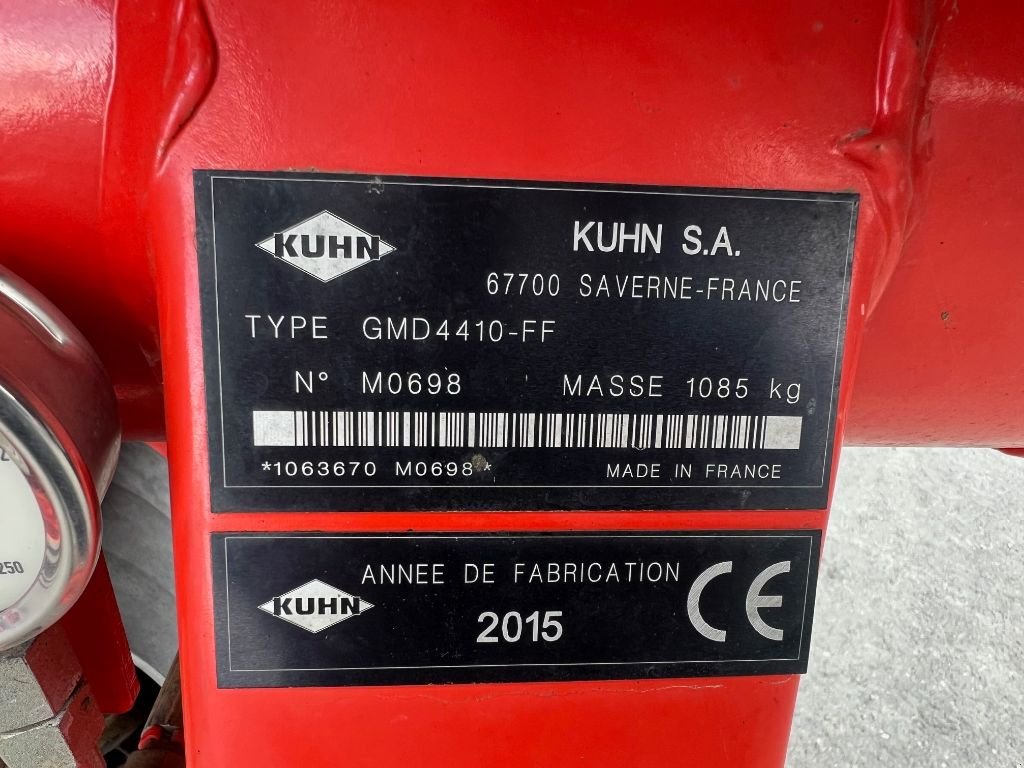 KUHN
KUHN S.A.
67700 SAVERNE-FRANCE
TYPE GMD4410-FF
N° M0698 MASSE 1085 kg
*1063670 M0698*
MADE IN FRANCE
KUHN
ANNEE DE FABRICATION
2015
CE
250